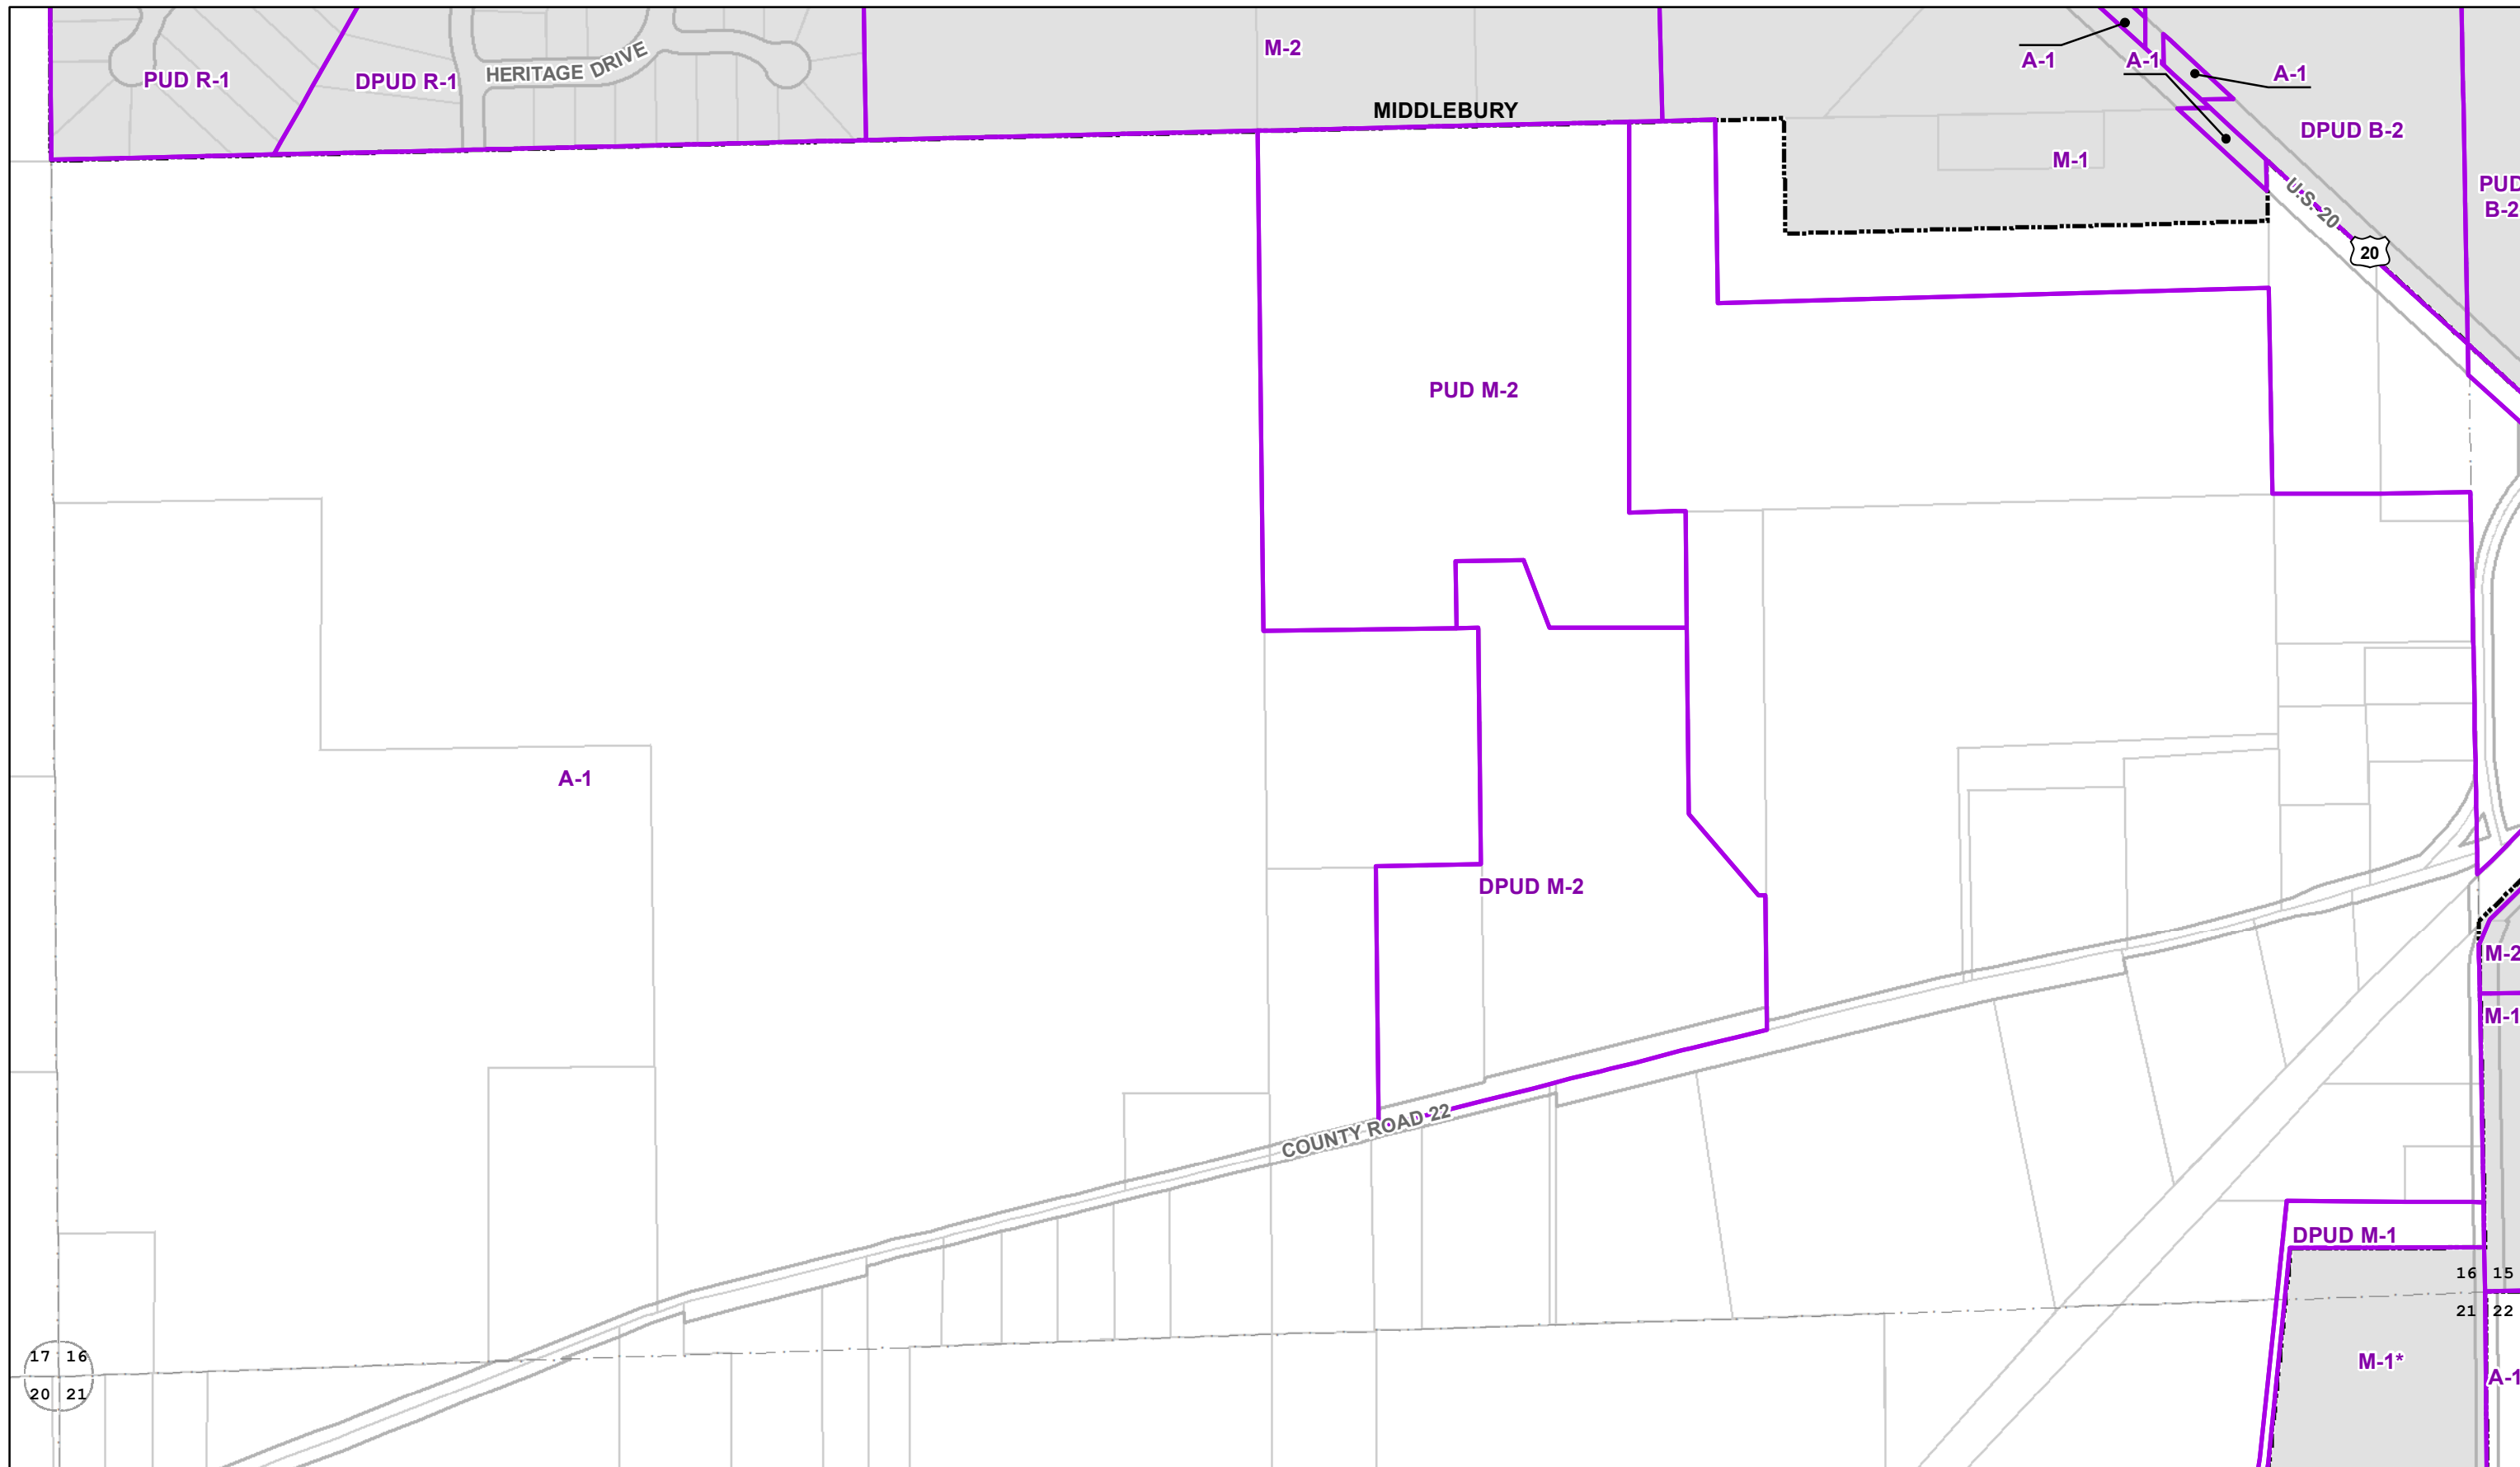 M-2
HERITAGE DRIVE
PUD R-1
DPUD R-1
A-1
A-1
A-1
MIDDLEBURY
DPUD B-2
M-1
PUD
B-2
U.S. 20
20
PUD M-2
A-1
DPUD M-2
M-2
M-1
COUNTY ROAD 22
DPUD M-1
16 15
21 22
17 16
20 21
M-1*
A-1